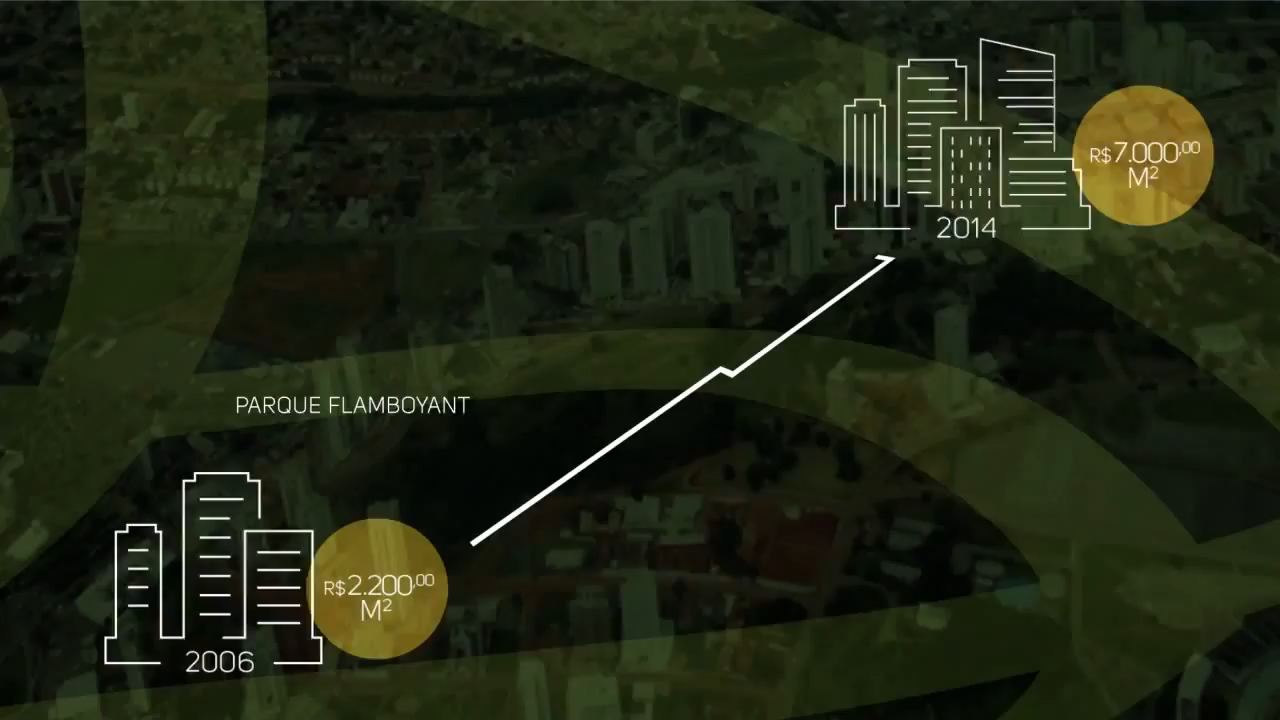 R$7.000,00
M²
2014
PARQUE FLAMBOYANT
R$2.200,00
M²
2006